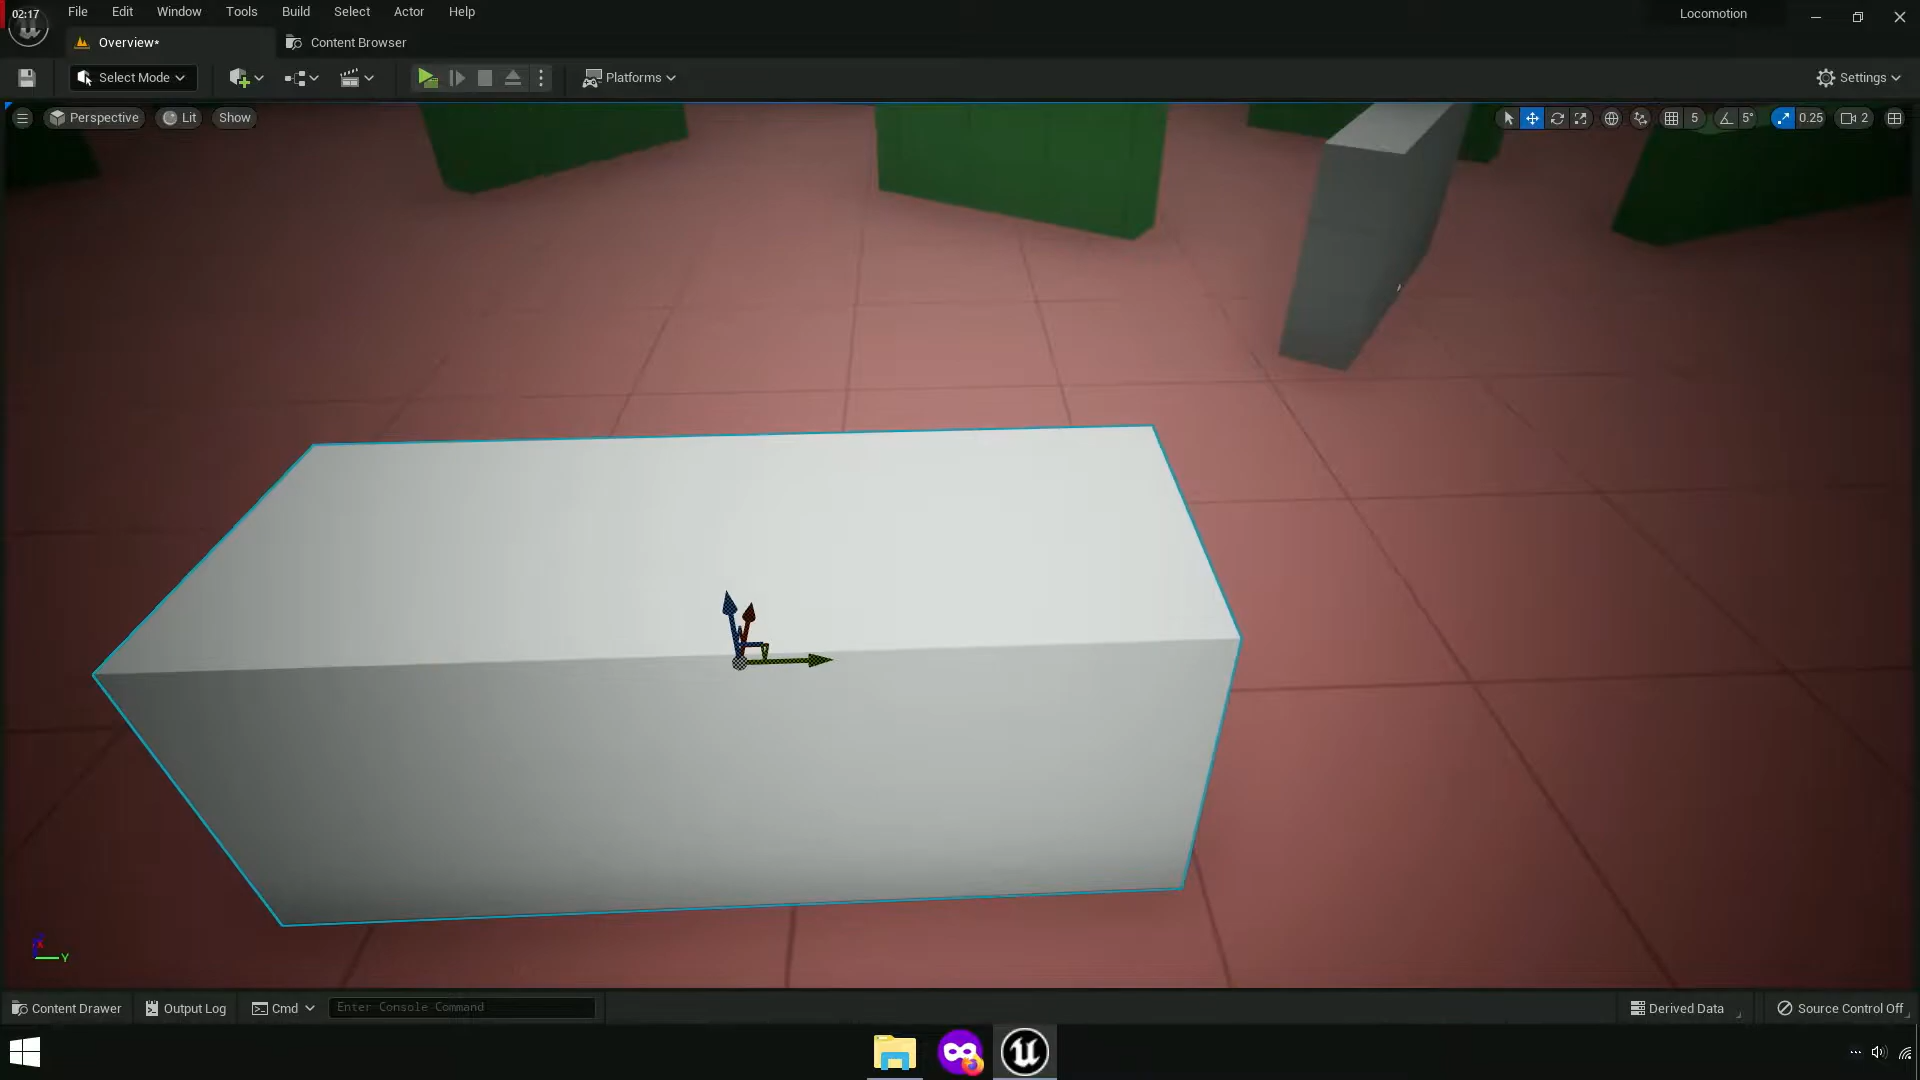 02:17
File Edit Window Tools Build Select Actor Help
Locomotion
Overview*
Content Browser
Select Mode
Platforms
Settings
Perspective
Lit
Show
5
5°
0.25
2
Y
Content Drawer
Output Log
Cmd
Enter Console Command
Derived Data
Source Control Off